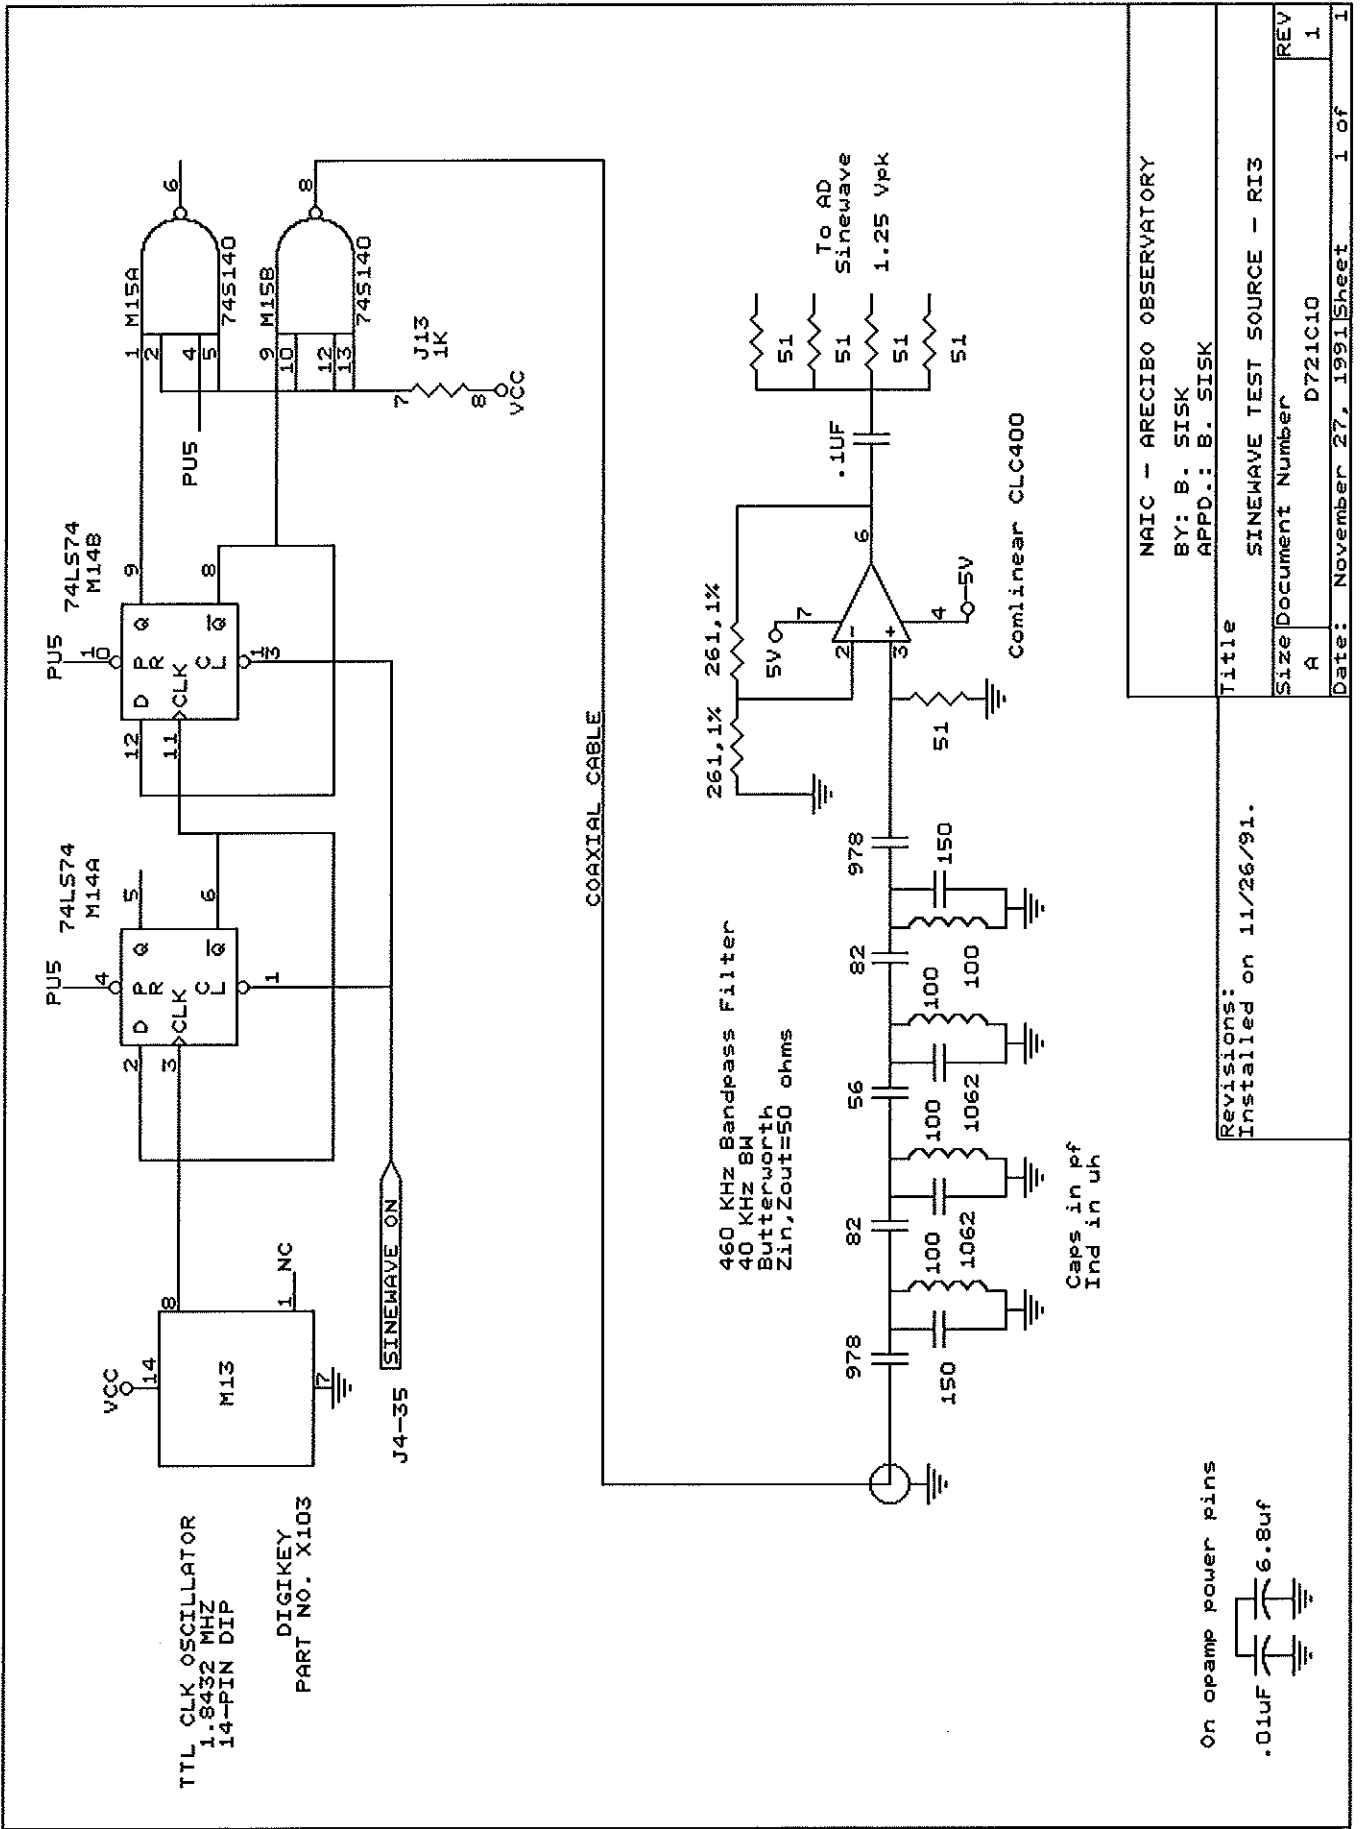 TTL CLK OSCILLATOR
1.8432 MHZ
14-PIN DIP
DIGIKEY
PART NO. X103
VCC
14
M13
8
1
NC
7
SINEWAVE ON
J4-35
PU5
4
74LS74
M14A
2
D
PR
Q
5
3
CLK
CL
Q
6
1
PU5
10
74LS74
M14B
12
D
PR
Q
9
11
CLK
CL
Q
8
13
PU5
1
M15A
2
4
5
6
74S140
9
M15B
10
12
13
8
74S140
7
J13
1K
8
VCC
COAXIAL CABLE
460 KHz Bandpass Filter
40 KHz BW
Butterworth
Zin,Zout=50 ohms
978
82
56
82
978
150
100
1062
100
1062
100
100
150
Caps in pf
Ind in uh
261,1%
261,1%
5V
7
2
-
3
+
6
4
-5V
51
Comlinear CLC400
.1UF
51
51
51
51
To AD
Sinewave
1.25 Vpk
On opamp power pins
.01uF
6.8uf
Revisions:
Installed on 11/26/91.
NAIC - ARECIBO OBSERVATORY
BY: B. SISK
APPD.: B. SISK
Title
SINEWAVE TEST SOURCE - RI3
Size
Document Number
REV
A
D721C10
1
Date: November 27, 1991
Sheet 1 of 1